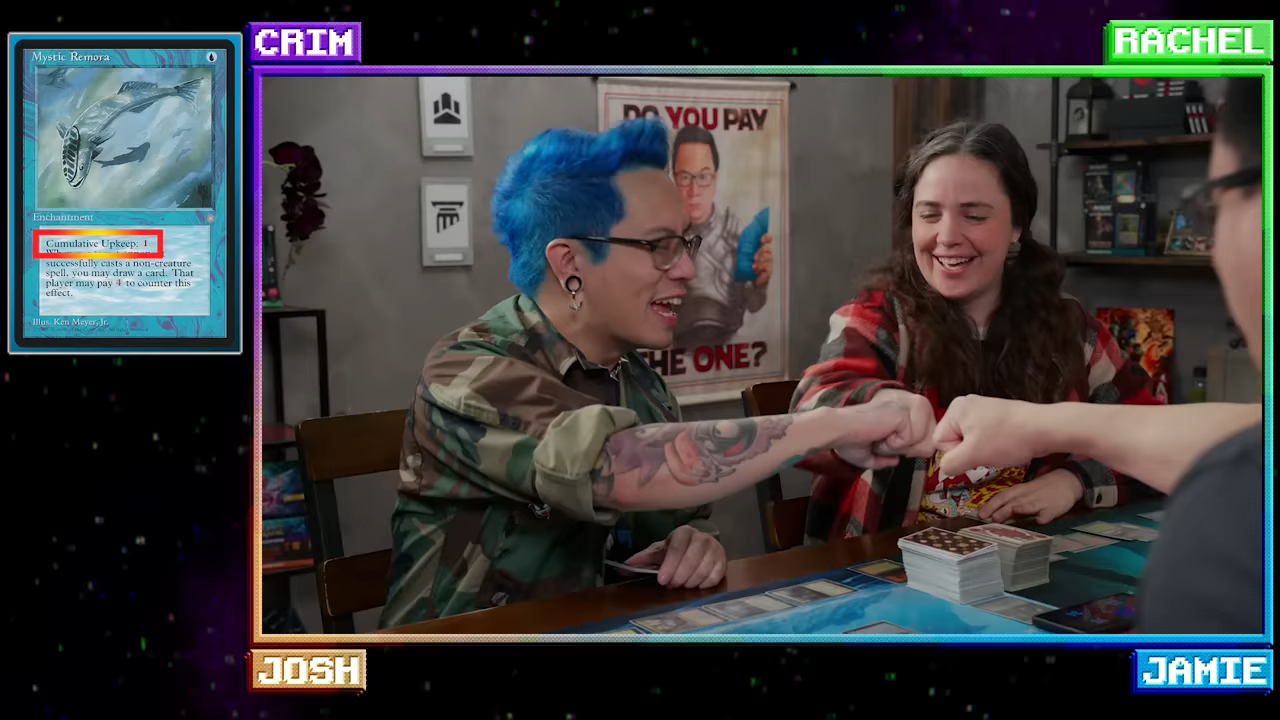 Mystic Remora
Enchantment
Cumulative Upkeep: 1
successfully casts a non-creature
spell, you may draw a card. That
player may pay 4 to counter this
effect.
Illus. Ken Meyer, Jr.
CRIM
RACHEL
DO YOU PAY
THE ONE?
JOSH
JAMIE